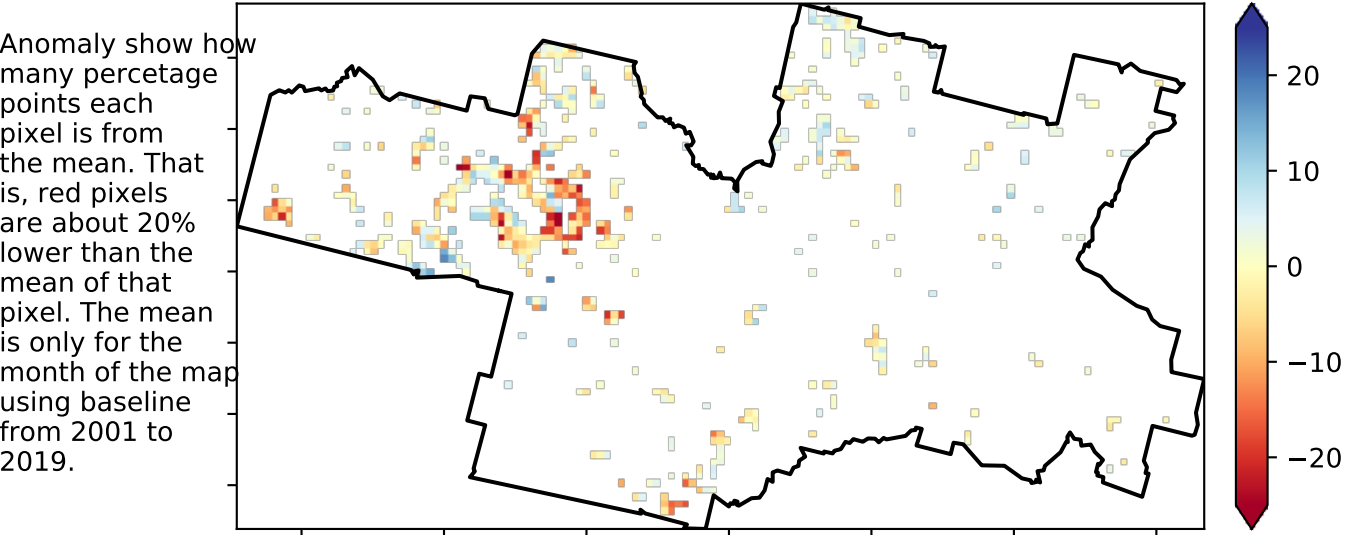 Anomaly show how
many percetage
points each
pixel is from
the mean. That
is, red pixels
are about 20%
lower than the
mean of that
pixel. The mean
is only for the
month of the map
using baseline
from 2001 to
2019.
20
10
0
−10
−20